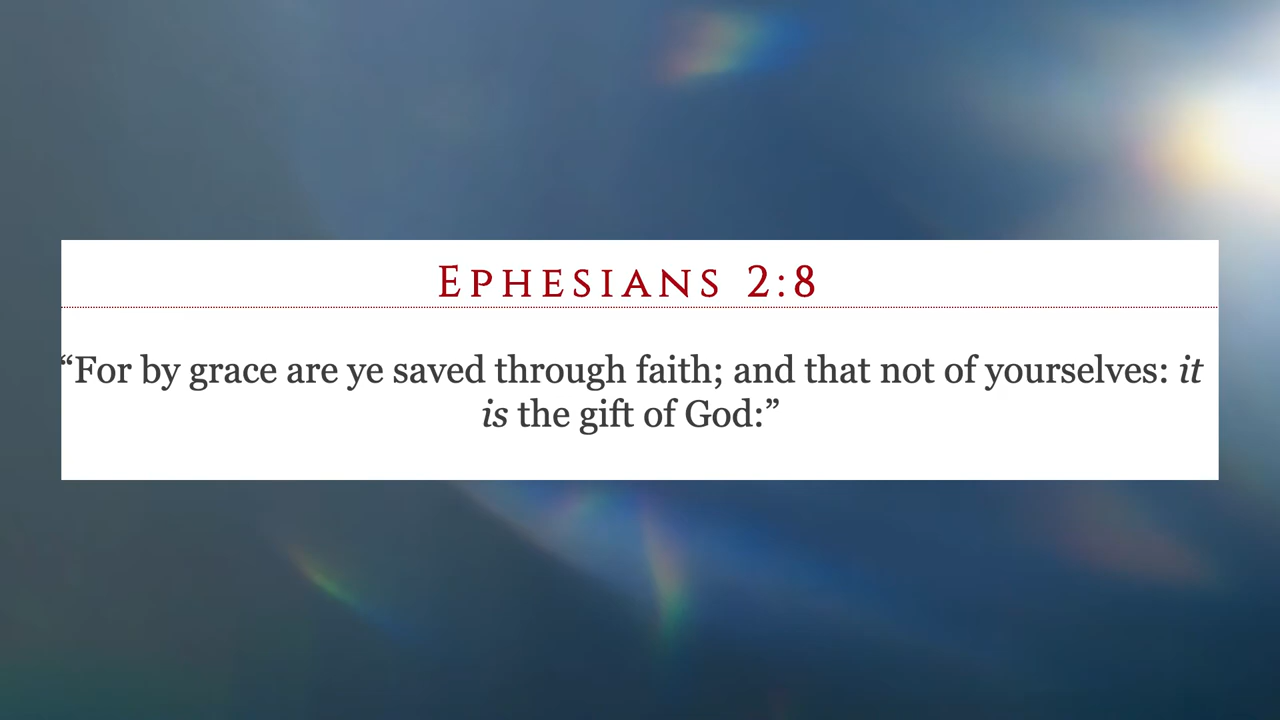 Ephesians 2:8
“For by grace are ye saved through faith; and that not of yourselves: it
is the gift of God:”